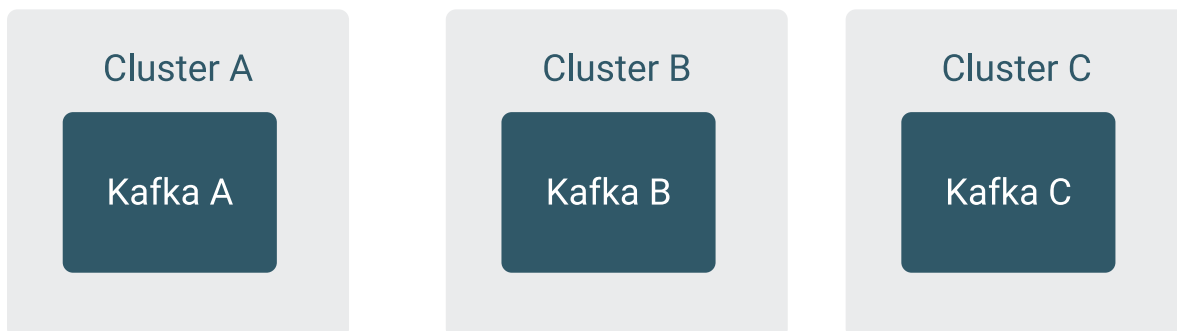 Cluster A
Cluster B
Cluster C
Kafka A
Kafka B
Kafka C